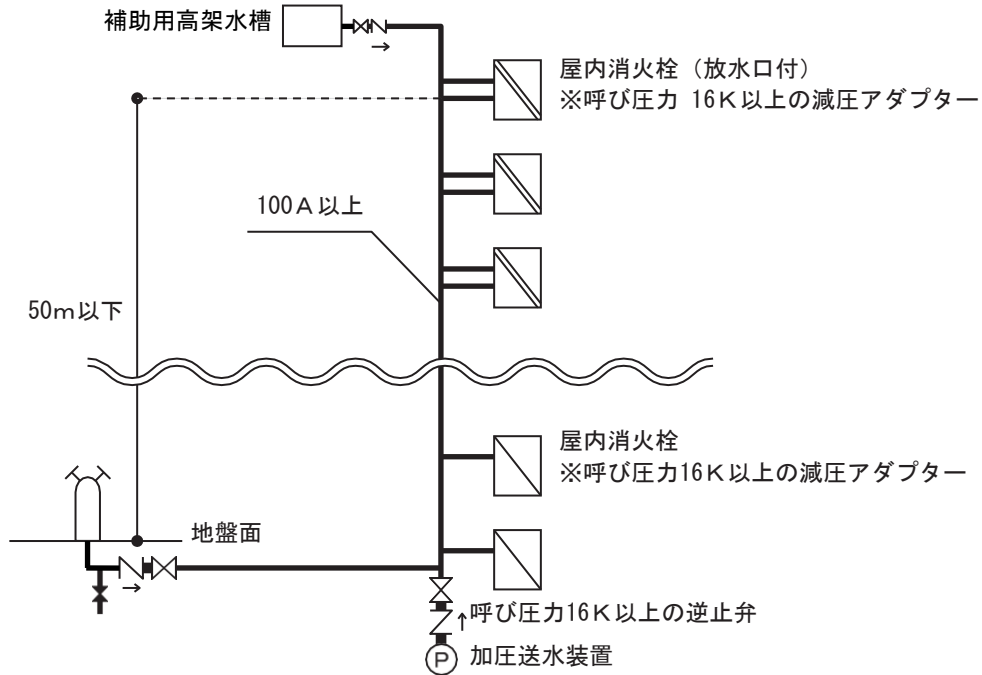 補助用高架水槽
屋内消火栓（放水口付）
※呼び圧力 16K以上の減圧アダプター
100A以上
50m以下
屋内消火栓
※呼び圧力16K以上の減圧アダプター
地盤面
呼び圧力16K以上の逆止弁
P
加圧送水装置